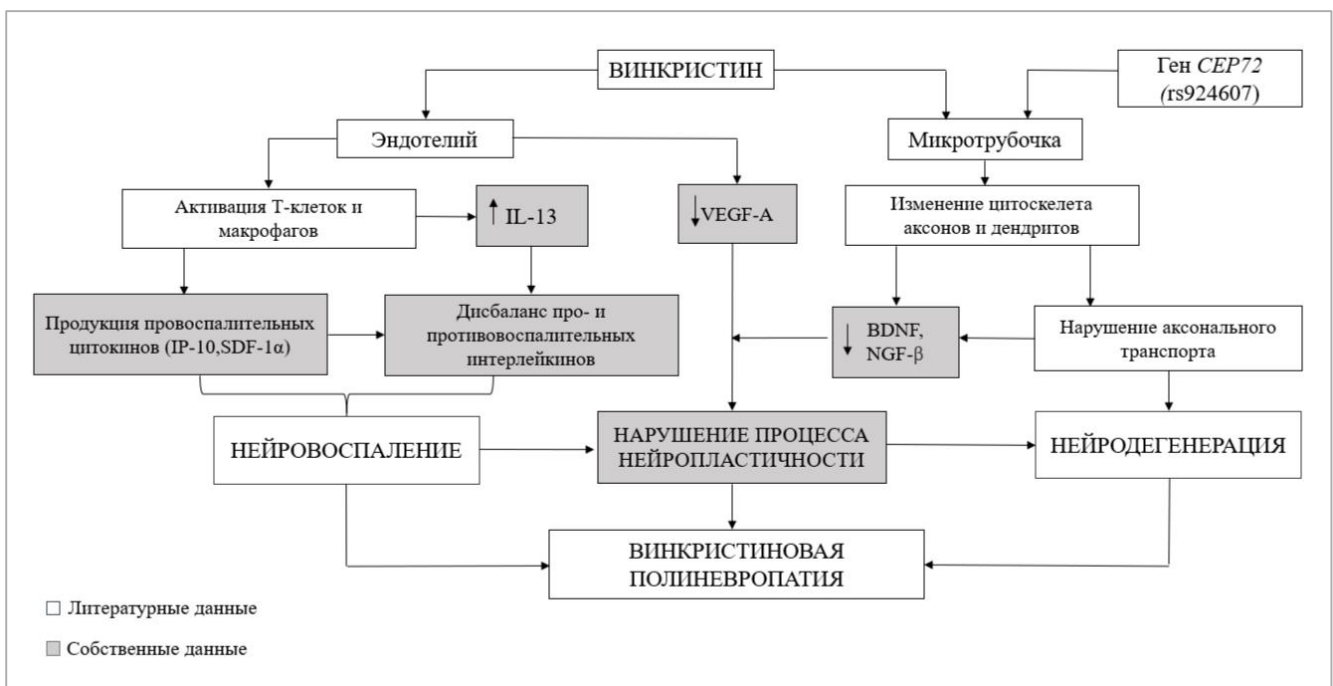 ВИНКРИСТИН
Ген CEP72
(rs924607)
Эндотелий
Микротрубочка
Активация Т-клеток и
макрофагов
IL-13
VEGF-A
Изменение цитоскелета
аксонов и дендритов
Продукция провоспалительных
цитокинов (IP-10,SDF-1α)
Дисбаланс про- и
противовоспалительных
интерлейкинов
BDNF,
NGF-β
Нарушение аксонального
транспорта
НЕЙРОВОСПАЛЕНИЕ
НАРУШЕНИЕ ПРОЦЕССА
НЕЙРОПЛАСТИЧНОСТИ
НЕЙРОДЕГЕНЕРАЦИЯ
ВИНКРИСТИНОВАЯ
ПОЛИНЕВРОПАТИЯ
Литературные данные
Собственные данные